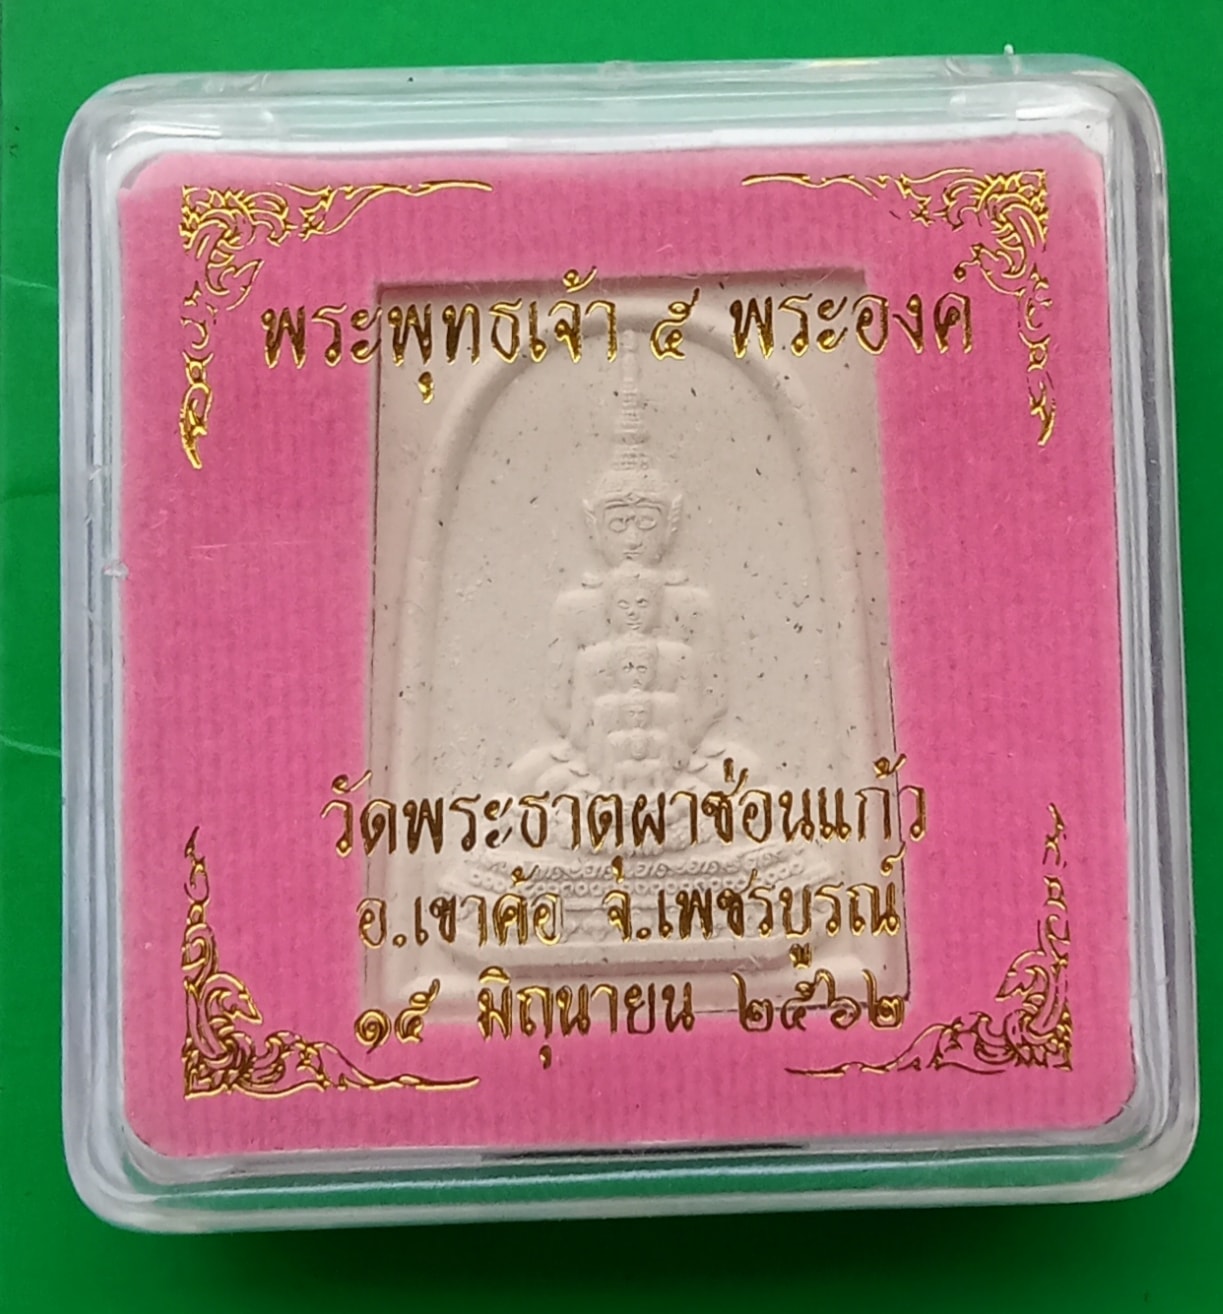 พระพุทธเจ้า ๕ พระองค์
วัดพระธาตุผาซ่อนแก้ว
อ.เขาค้อ จ.เพชรบูรณ์
๑๕ มิถุนายน ๒๕๖๒